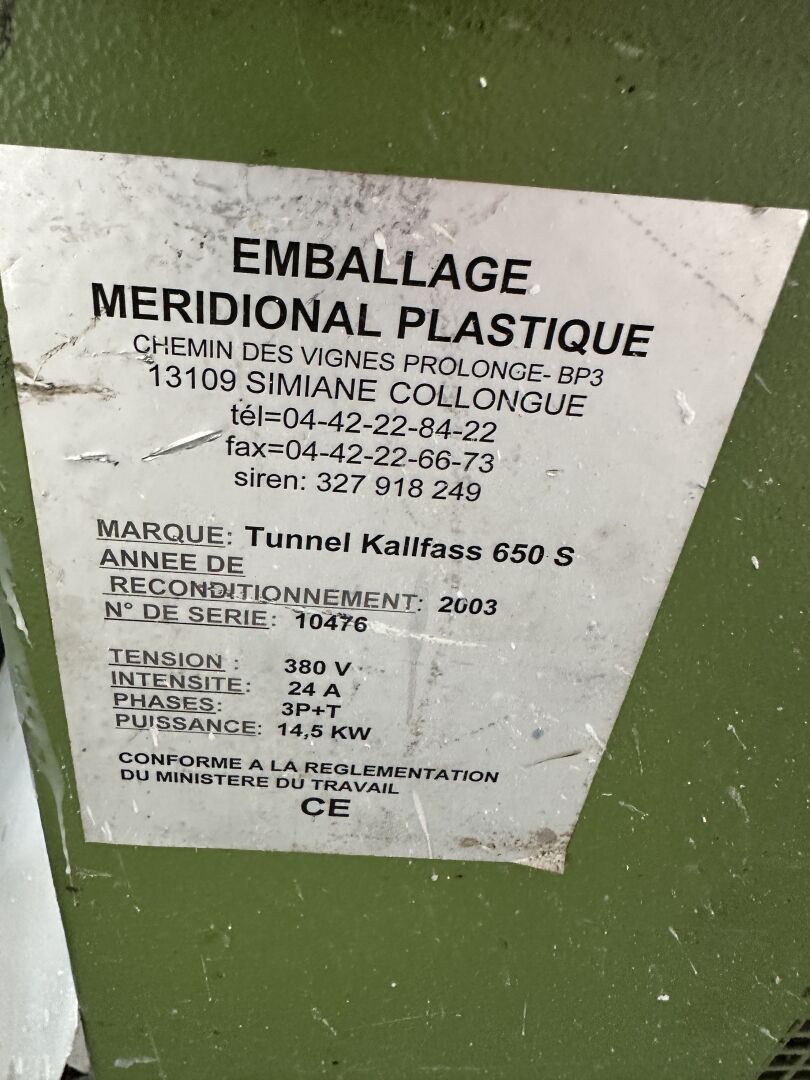 EMBALLAGE
MERIDIONAL PLASTIQUE
CHEMIN DES VIGNES PROLONGE- BP3
13109 SIMIANE COLLONGUE
tél=04-42-22-84-22
fax=04-42-22-66-73
siren: 327 918 249
MARQUE: Tunnel Kallfass 650 S
ANNEE DE
RECONDITIONNEMENT: 2003
N° DE SERIE: 10476
TENSION : 380 V
INTENSITE: 24 A
PHASES: 3P+T
PUISSANCE: 14,5 KW
CONFORME A LA REGLEMENTATION
DU MINISTERE DU TRAVAIL
CE